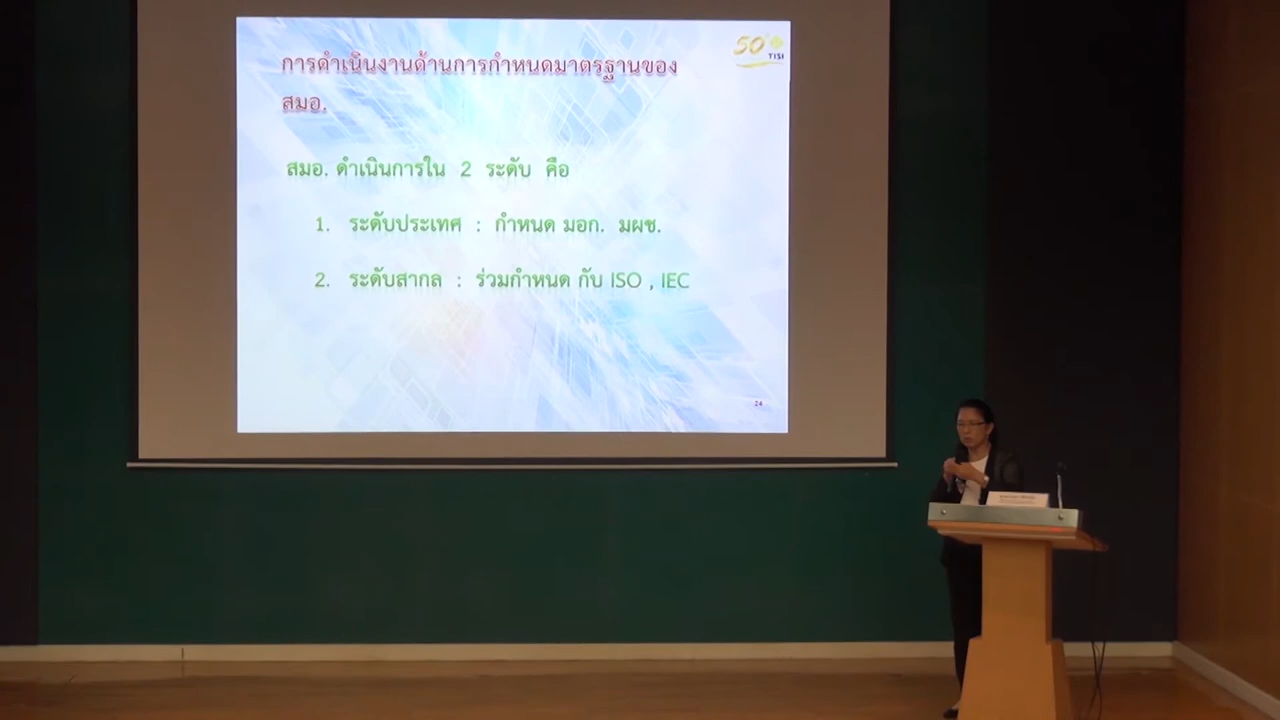 การดำเนินงานด้านการกำหนดมาตรฐานของ
สมอ.
50
TISI
สมอ. ดำเนินการใน 2 ระดับ คือ
1. ระดับประเทศ : กำหนด มอก. มผช.
2. ระดับสากล : ร่วมกำหนด กับ ISO , IEC
24